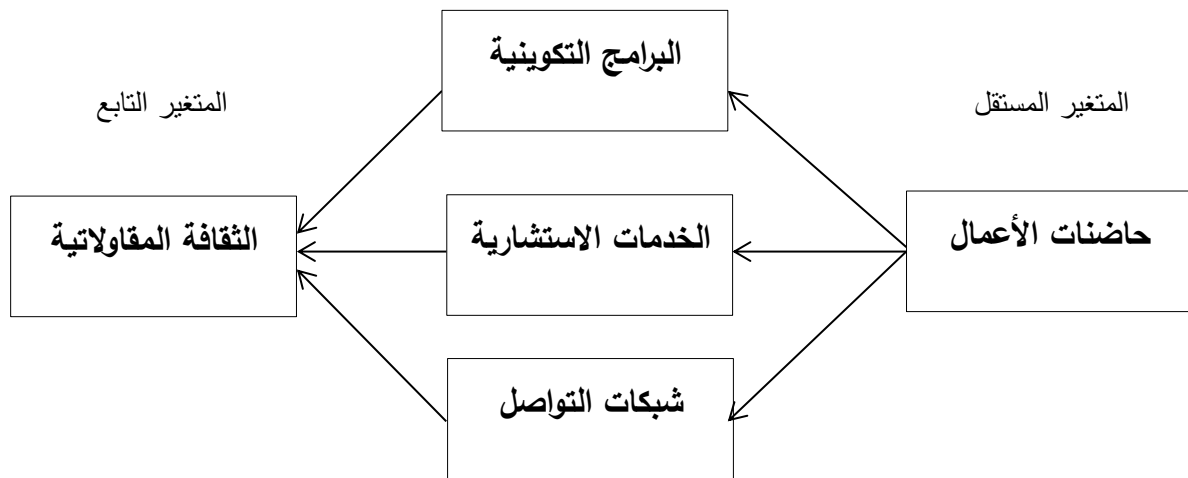 البرامج التكوينية
المتغير المستقل
المتغير التابع
حاضنات الأعمال
الخدمات الاستشارية
الثقافة المقاولاتية
شبكات التواصل